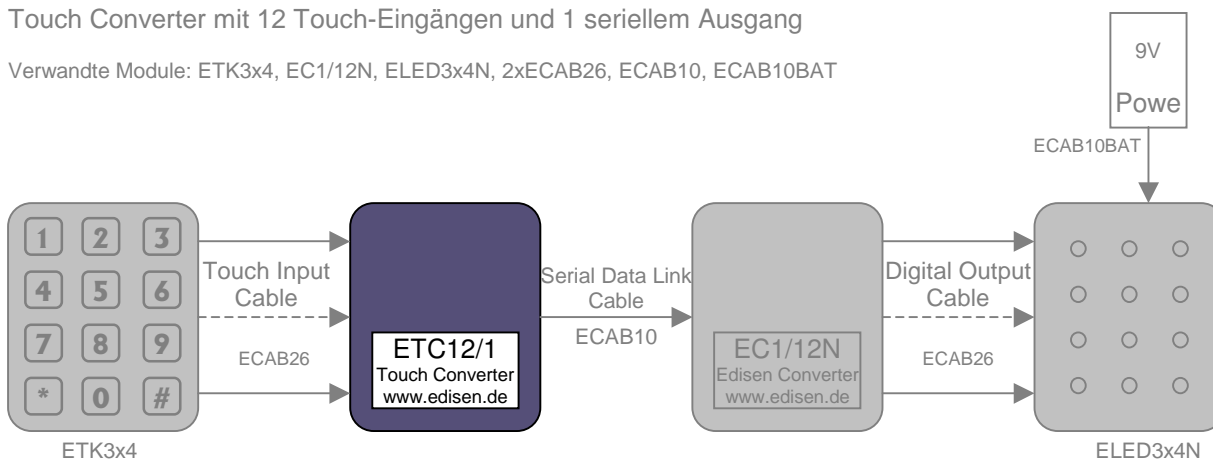 Touch Converter mit 12 Touch-Eingängen und 1 seriellem Ausgang
Verwandte Module: ETK3x4, EC1/12N, ELED3x4N, 2xECAB26, ECAB10, ECAB10BAT
9V
Powe
ECAB10BAT
1 2 3
4 5 6
7 8 9
* 0 #
ETK3x4
Touch Input
Cable
ECAB26
ETC12/1
Touch Converter
www.edisen.de
Serial Data Link
Cable
ECAB10
EC1/12N
Edisen Converter
www.edisen.de
Digital Output
Cable
ECAB26
ELED3x4N